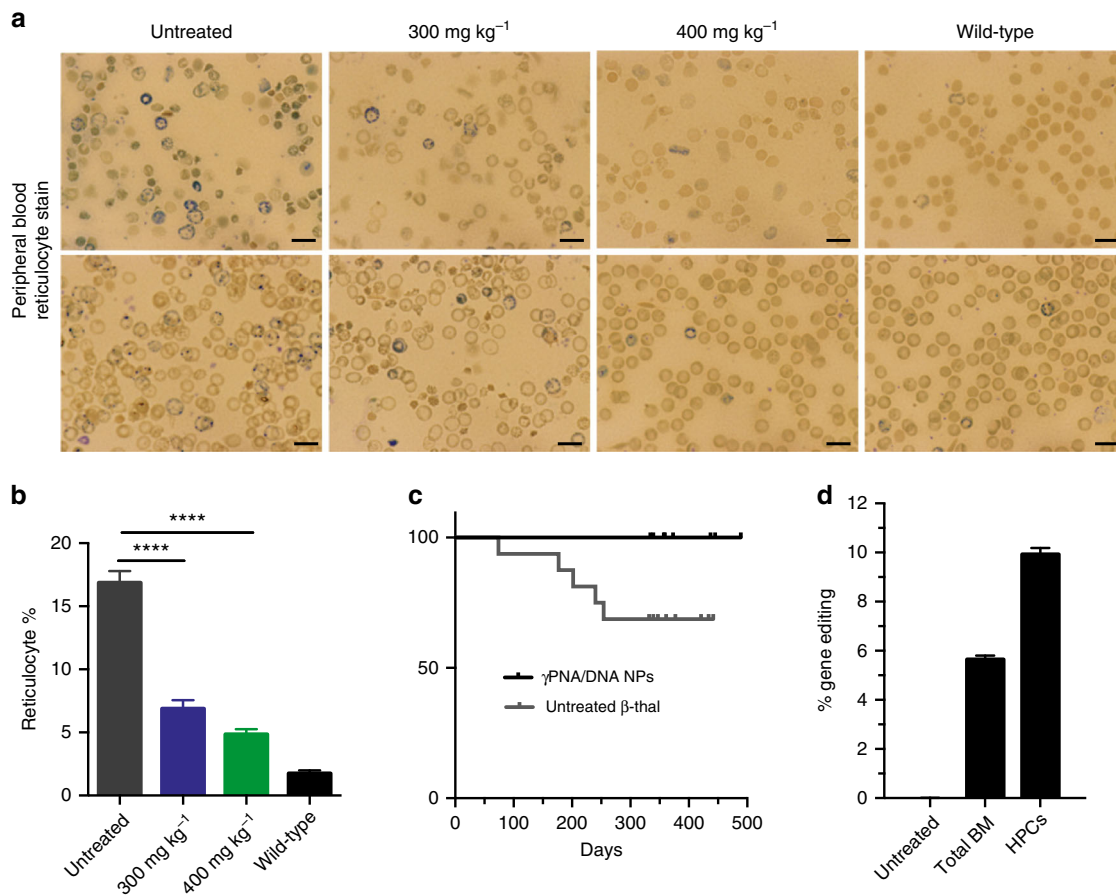 a
Untreated
300 mg kg⁻¹
400 mg kg⁻¹
Wild-type
Peripheral blood
reticulocyte stain
b
****
****
Reticulocyte %
20
15
10
5
0
Untreated
300 mg kg⁻¹
400 mg kg⁻¹
Wild-type
c
100
50
0
γPNA/DNA NPs
Untreated β-thal
0
100
200
300
400
500
Days
d
% gene editing
12
10
8
6
4
2
0
Untreated
Total BM
HPCs